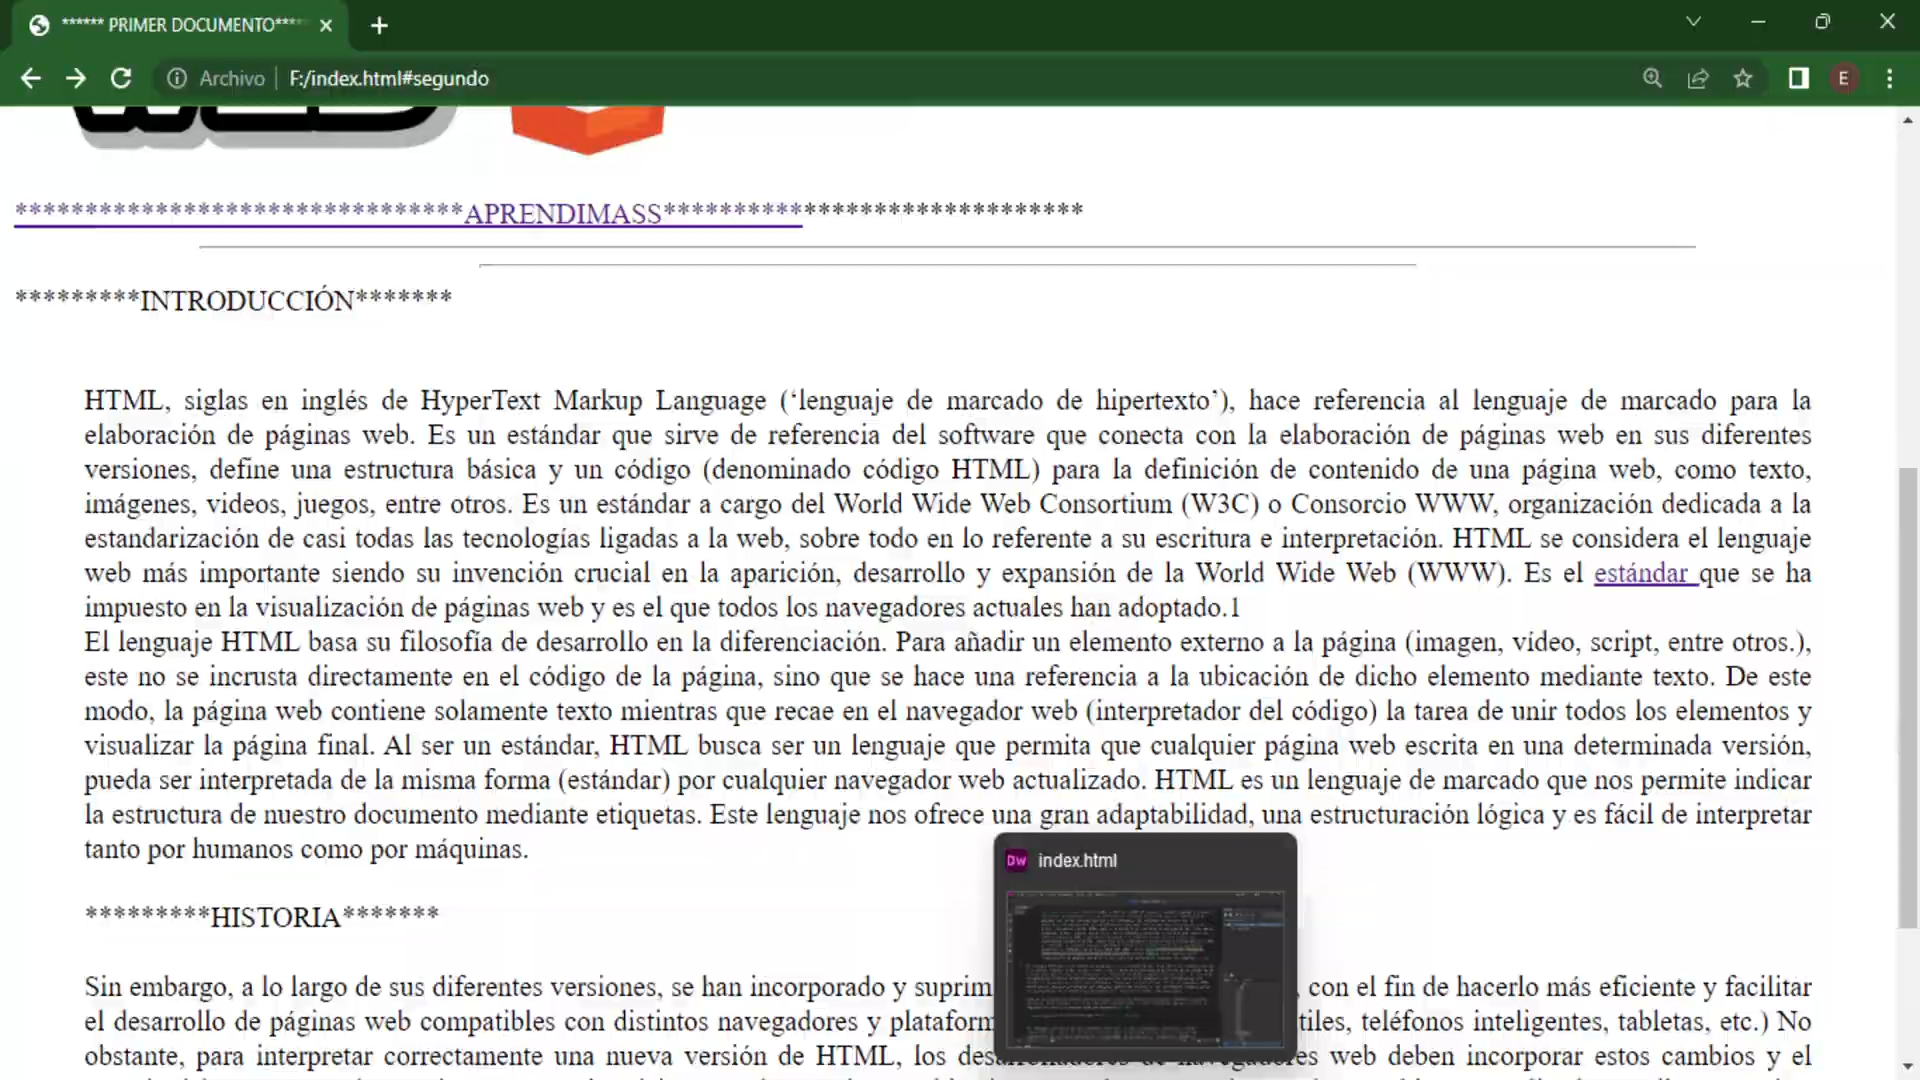 ****** PRIMER DOCUMENTO****
Archivo F:/index.html#segundo
E
********************************APRENDIMASS******************************
*********INTRODUCCIÓN*******
HTML, siglas en inglés de HyperText Markup Language (‘lenguaje de marcado de hipertexto’), hace referencia al lenguaje de marcado para la
elaboración de páginas web. Es un estándar que sirve de referencia del software que conecta con la elaboración de páginas web en sus diferentes
versiones, define una estructura básica y un código (denominado código HTML) para la definición de contenido de una página web, como texto,
imágenes, videos, juegos, entre otros. Es un estándar a cargo del World Wide Web Consortium (W3C) o Consorcio WWW, organización dedicada a la
estandarización de casi todas las tecnologías ligadas a la web, sobre todo en lo referente a su escritura e interpretación. HTML se considera el lenguaje
web más importante siendo su invención crucial en la aparición, desarrollo y expansión de la World Wide Web (WWW). Es el estándar que se ha
impuesto en la visualización de páginas web y es el que todos los navegadores actuales han adoptado.1
El lenguaje HTML basa su filosofía de desarrollo en la diferenciación. Para añadir un elemento externo a la página (imagen, vídeo, script, entre otros.),
este no se incrusta directamente en el código de la página, sino que se hace una referencia a la ubicación de dicho elemento mediante texto. De este
modo, la página web contiene solamente texto mientras que recae en el navegador web (interpretador del código) la tarea de unir todos los elementos y
visualizar la página final. Al ser un estándar, HTML busca ser un lenguaje que permita que cualquier página web escrita en una determinada versión,
pueda ser interpretada de la misma forma (estándar) por cualquier navegador web actualizado. HTML es un lenguaje de marcado que nos permite indicar
la estructura de nuestro documento mediante etiquetas. Este lenguaje nos ofrece una gran adaptabilidad, una estructuración lógica y es fácil de interpretar
tanto por humanos como por máquinas.
Dw index.html
*********HISTORIA*******
Sin embargo, a lo largo de sus diferentes versiones, se han incorporado y suprim , con el fin de hacerlo más eficiente y facilitar
el desarrollo de páginas web compatibles con distintos navegadores y plataform tiles, teléfonos inteligentes, tabletas, etc.) No
obstante, para interpretar correctamente una nueva versión de HTML, los desarrolladores de navegadores web deben incorporar estos cambios y el